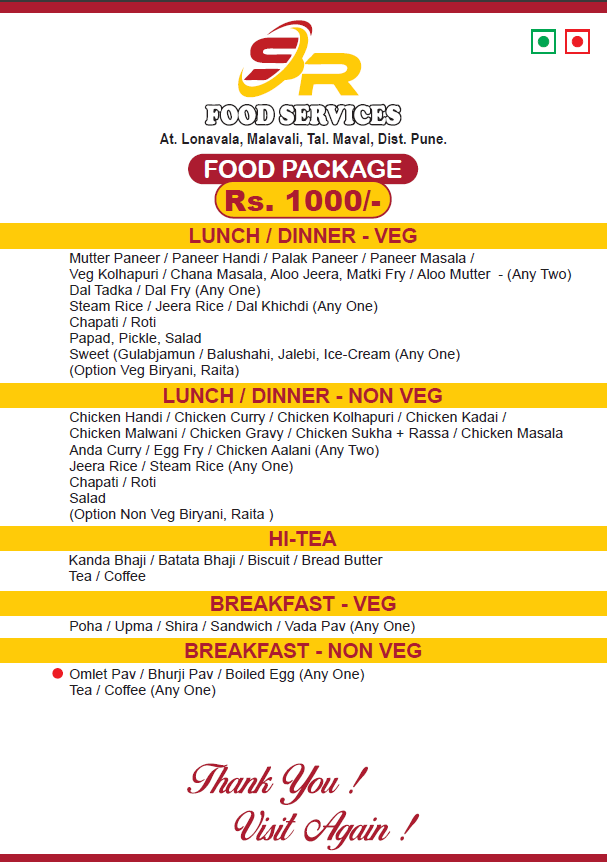 SR
FOOD SERVICES
At. Lonavala, Malavali, Tal. Maval, Dist. Pune.
FOOD PACKAGE
Rs. 1000/-
LUNCH / DINNER - VEG
Mutter Paneer / Paneer Handi / Palak Paneer / Paneer Masala /
Veg Kolhapuri / Chana Masala, Aloo Jeera, Matki Fry / Aloo Mutter - (Any Two)
Dal Tadka / Dal Fry (Any One)
Steam Rice / Jeera Rice / Dal Khichdi (Any One)
Chapati / Roti
Papad, Pickle, Salad
Sweet (Gulabjamun / Balushahi, Jalebi, Ice-Cream (Any One)
(Option Veg Biryani, Raita)
LUNCH / DINNER - NON VEG
Chicken Handi / Chicken Curry / Chicken Kolhapuri / Chicken Kadai /
Chicken Malwani / Chicken Gravy / Chicken Sukha + Rassa / Chicken Masala
Anda Curry / Egg Fry / Chicken Aalani (Any Two)
Jeera Rice / Steam Rice (Any One)
Chapati / Roti
Salad
(Option Non Veg Biryani, Raita )
HI-TEA
Kanda Bhaji / Batata Bhaji / Biscuit / Bread Butter
Tea / Coffee
BREAKFAST - VEG
Poha / Upma / Shira / Sandwich / Vada Pav (Any One)
BREAKFAST - NON VEG
Omlet Pav / Bhurji Pav / Boiled Egg (Any One)
Tea / Coffee (Any One)
Thank You !
Visit Again !